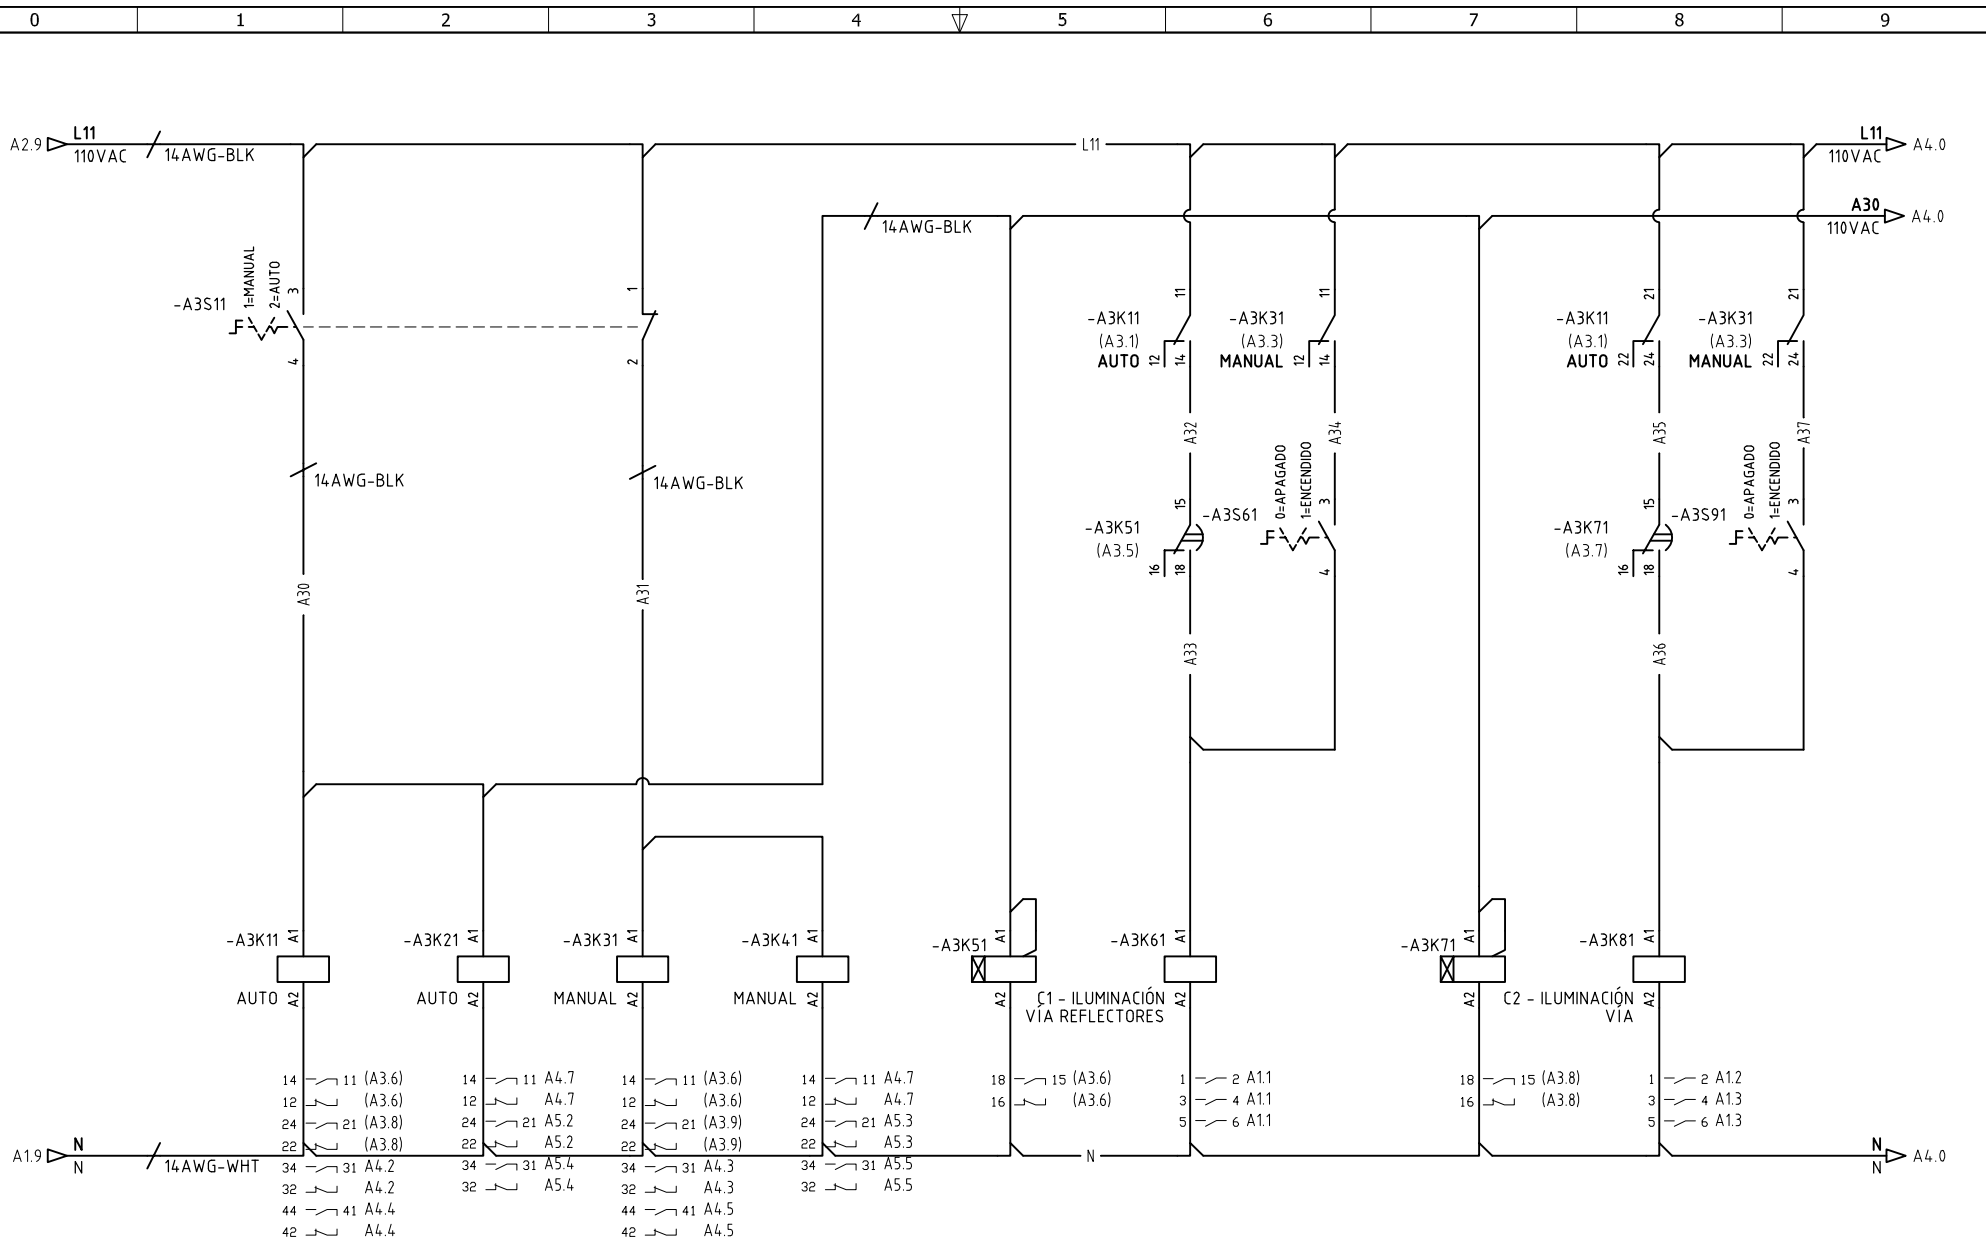 0 1 2 3 4 5 6 7 8 9
L11 L11
A2.9 110VAC 14AWG-BLK L11 110VAC A4.0
A30
14AWG-BLK 110VAC A4.0
1=MANUAL 2=AUTO 3 1
-A3S11
4 2
11 11 21 21
-A3K11 -A3K31 -A3K11 -A3K31
(A3.1) (A3.3) (A3.1) (A3.3)
AUTO 12 14 MANUAL 12 14 AUTO 22 24 MANUAL 22 24
A32 A34 A35 A37
14AWG-BLK 14AWG-BLK
0=APAGADO 1=ENCENDIDO 0=APAGADO 1=ENCENDIDO
15 3 15 3
-A3K51 -A3S61 -A3K71 -A3S91
(A3.5) (A3.7)
16 18 4 16 18 4
A30 A31
A33 A36
-A3K11 A1 -A3K21 A1 -A3K31 A1 -A3K41 A1 -A3K51 A1 -A3K61 A1 -A3K71 A1 -A3K81 A1
AUTO A2 AUTO A2 MANUAL A2 MANUAL A2 A2 C1 - ILUMINACIÓN A2 A2 C2 - ILUMINACIÓN A2
VÍA REFLECTORES VÍA
14 11 (A3.6) 14 11 A4.7 14 11 (A3.6) 14 11 A4.7 18 15 (A3.6) 1 2 A1.1 18 15 (A3.8) 1 2 A1.2
12 (A3.6) 12 A4.7 12 (A3.6) 12 A4.7 16 (A3.6) 3 4 A1.1 16 (A3.8) 3 4 A1.3
24 21 (A3.8) 24 21 A5.2 24 21 (A3.9) 24 21 A5.3 5 6 A1.1 5 6 A1.3
N 22 (A3.8) 22 A5.2 22 (A3.9) 22 A5.3 N
A1.9 N 14AWG-WHT N N A4.0
34 31 A4.2 34 31 A5.4 34 31 A4.3 34 31 A5.5
32 A4.2 32 A5.4 32 A4.3 32 A5.5
44 41 A4.4 44 41 A4.5
42 A4.4 42 A4.5